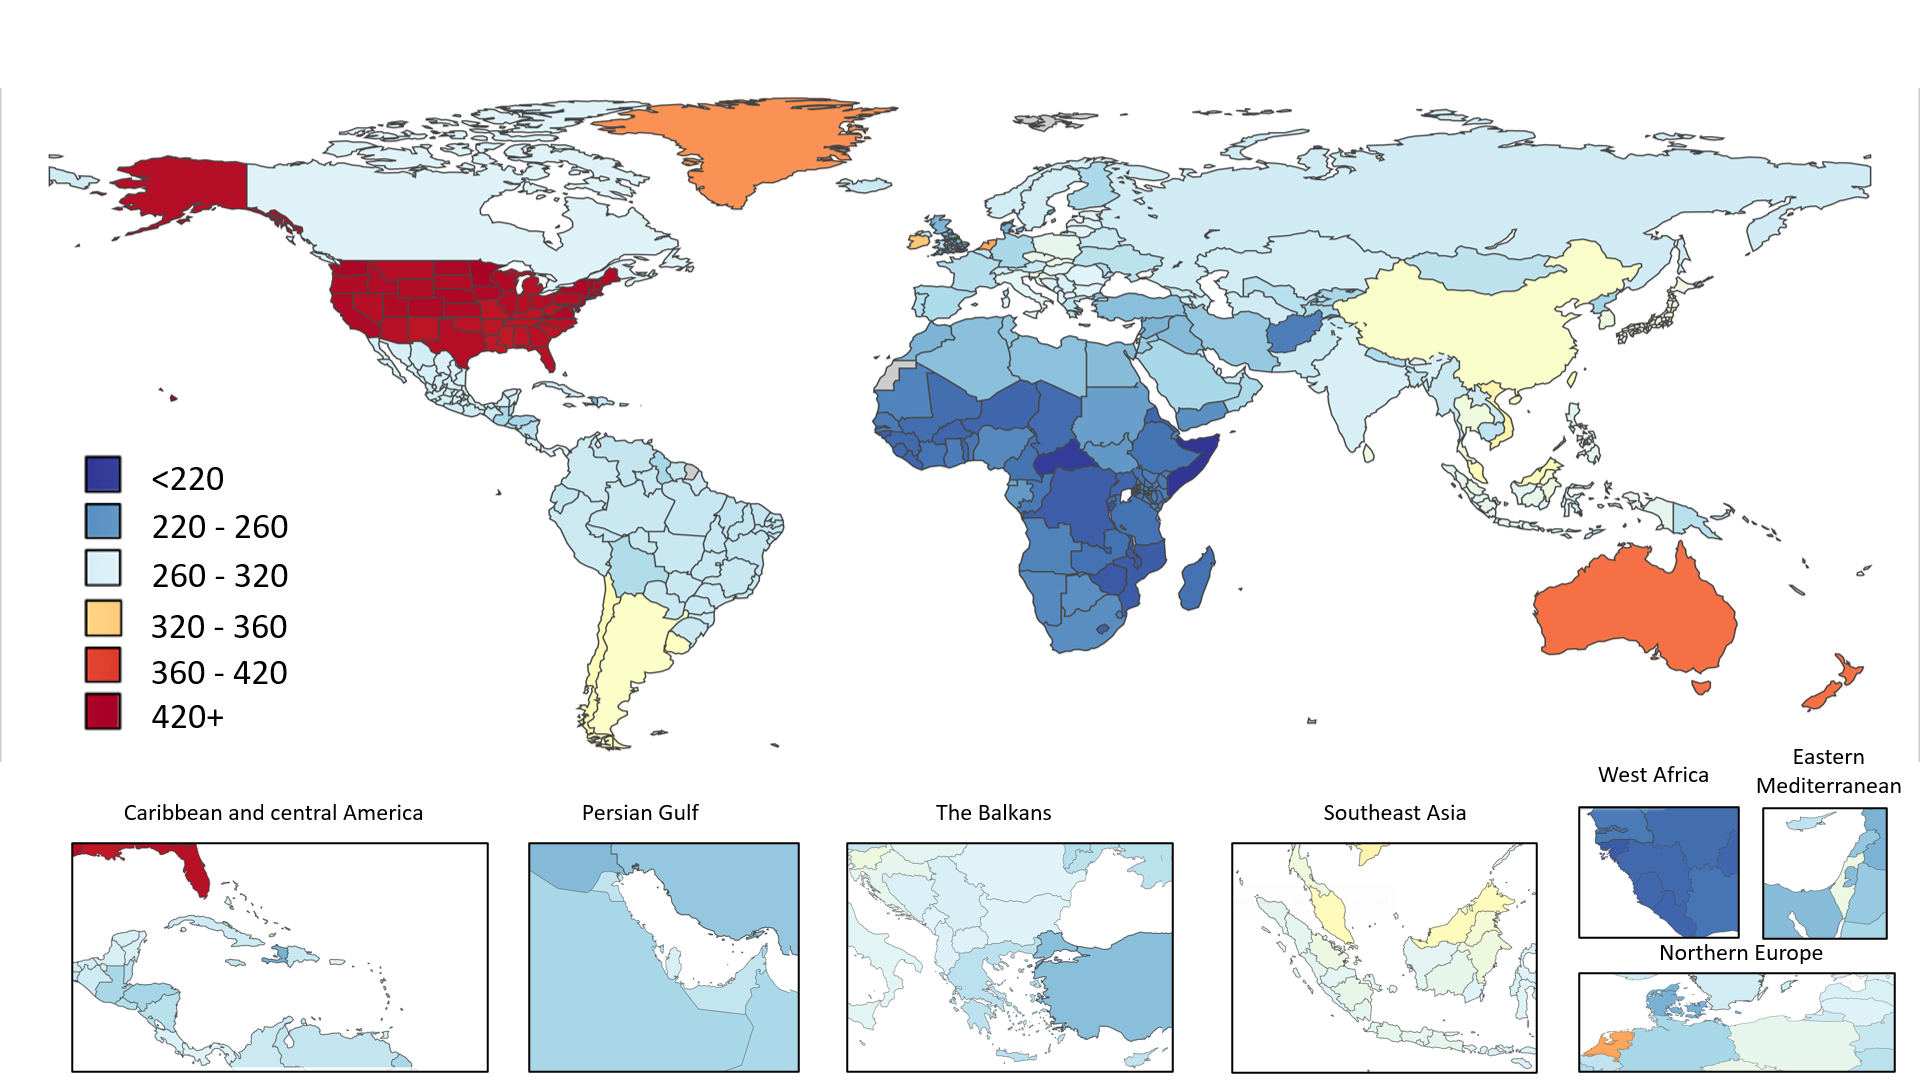 <220
220 - 260
260 - 320
320 - 360
360 - 420
420+
Caribbean and central America
Persian Gulf
The Balkans
Southeast Asia
West Africa
Eastern
Mediterranean
Northern Europe